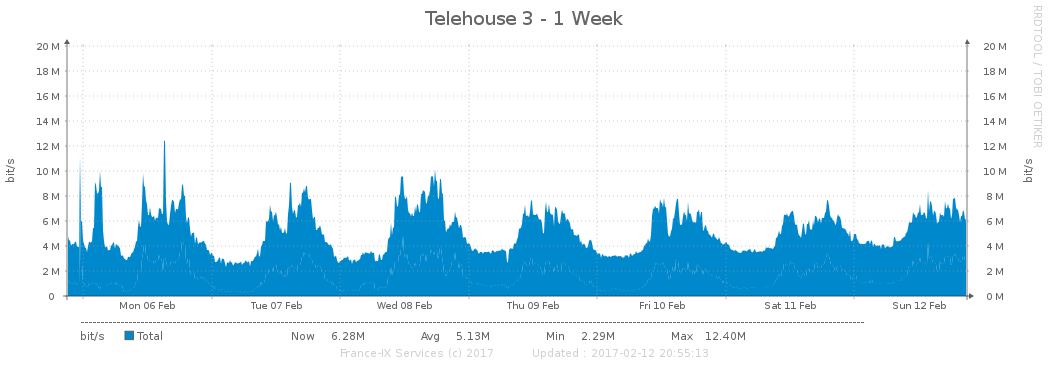 Telehouse 3 - 1 Week
RRDTOOL / TOBI OETIKER
bit/s
bit/s
20 M 20 M
18 M 18 M
16 M 16 M
14 M 14 M
12 M 12 M
10 M 10 M
8 M 8 M
6 M 6 M
4 M 4 M
2 M 2 M
0 0 M
Mon 06 Feb Tue 07 Feb Wed 08 Feb Thu 09 Feb Fri 10 Feb Sat 11 Feb Sun 12 Feb
bit/s Total Now 6.28M Avg 5.13M Min 2.29M Max 12.40M
France-IX Services (c) 2017 Updated : 2017-02-12 20:55:13